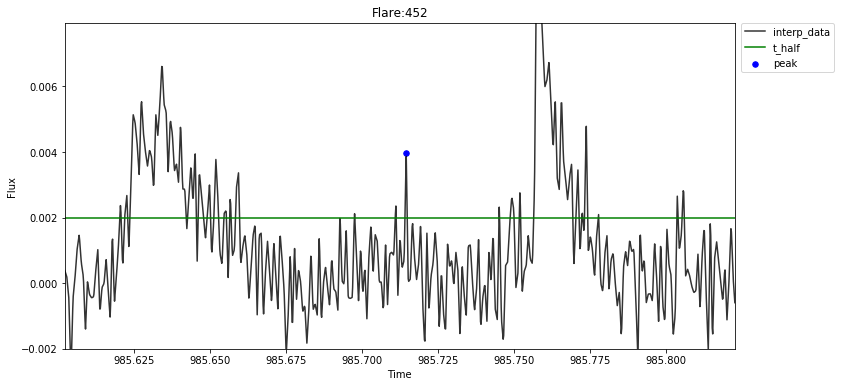 Flare:452
interp_data
t_half
peak
Flux
0.006
0.004
0.002
0.000
−0.002
985.625
985.650
985.675
985.700
985.725
985.750
985.775
985.800
Time